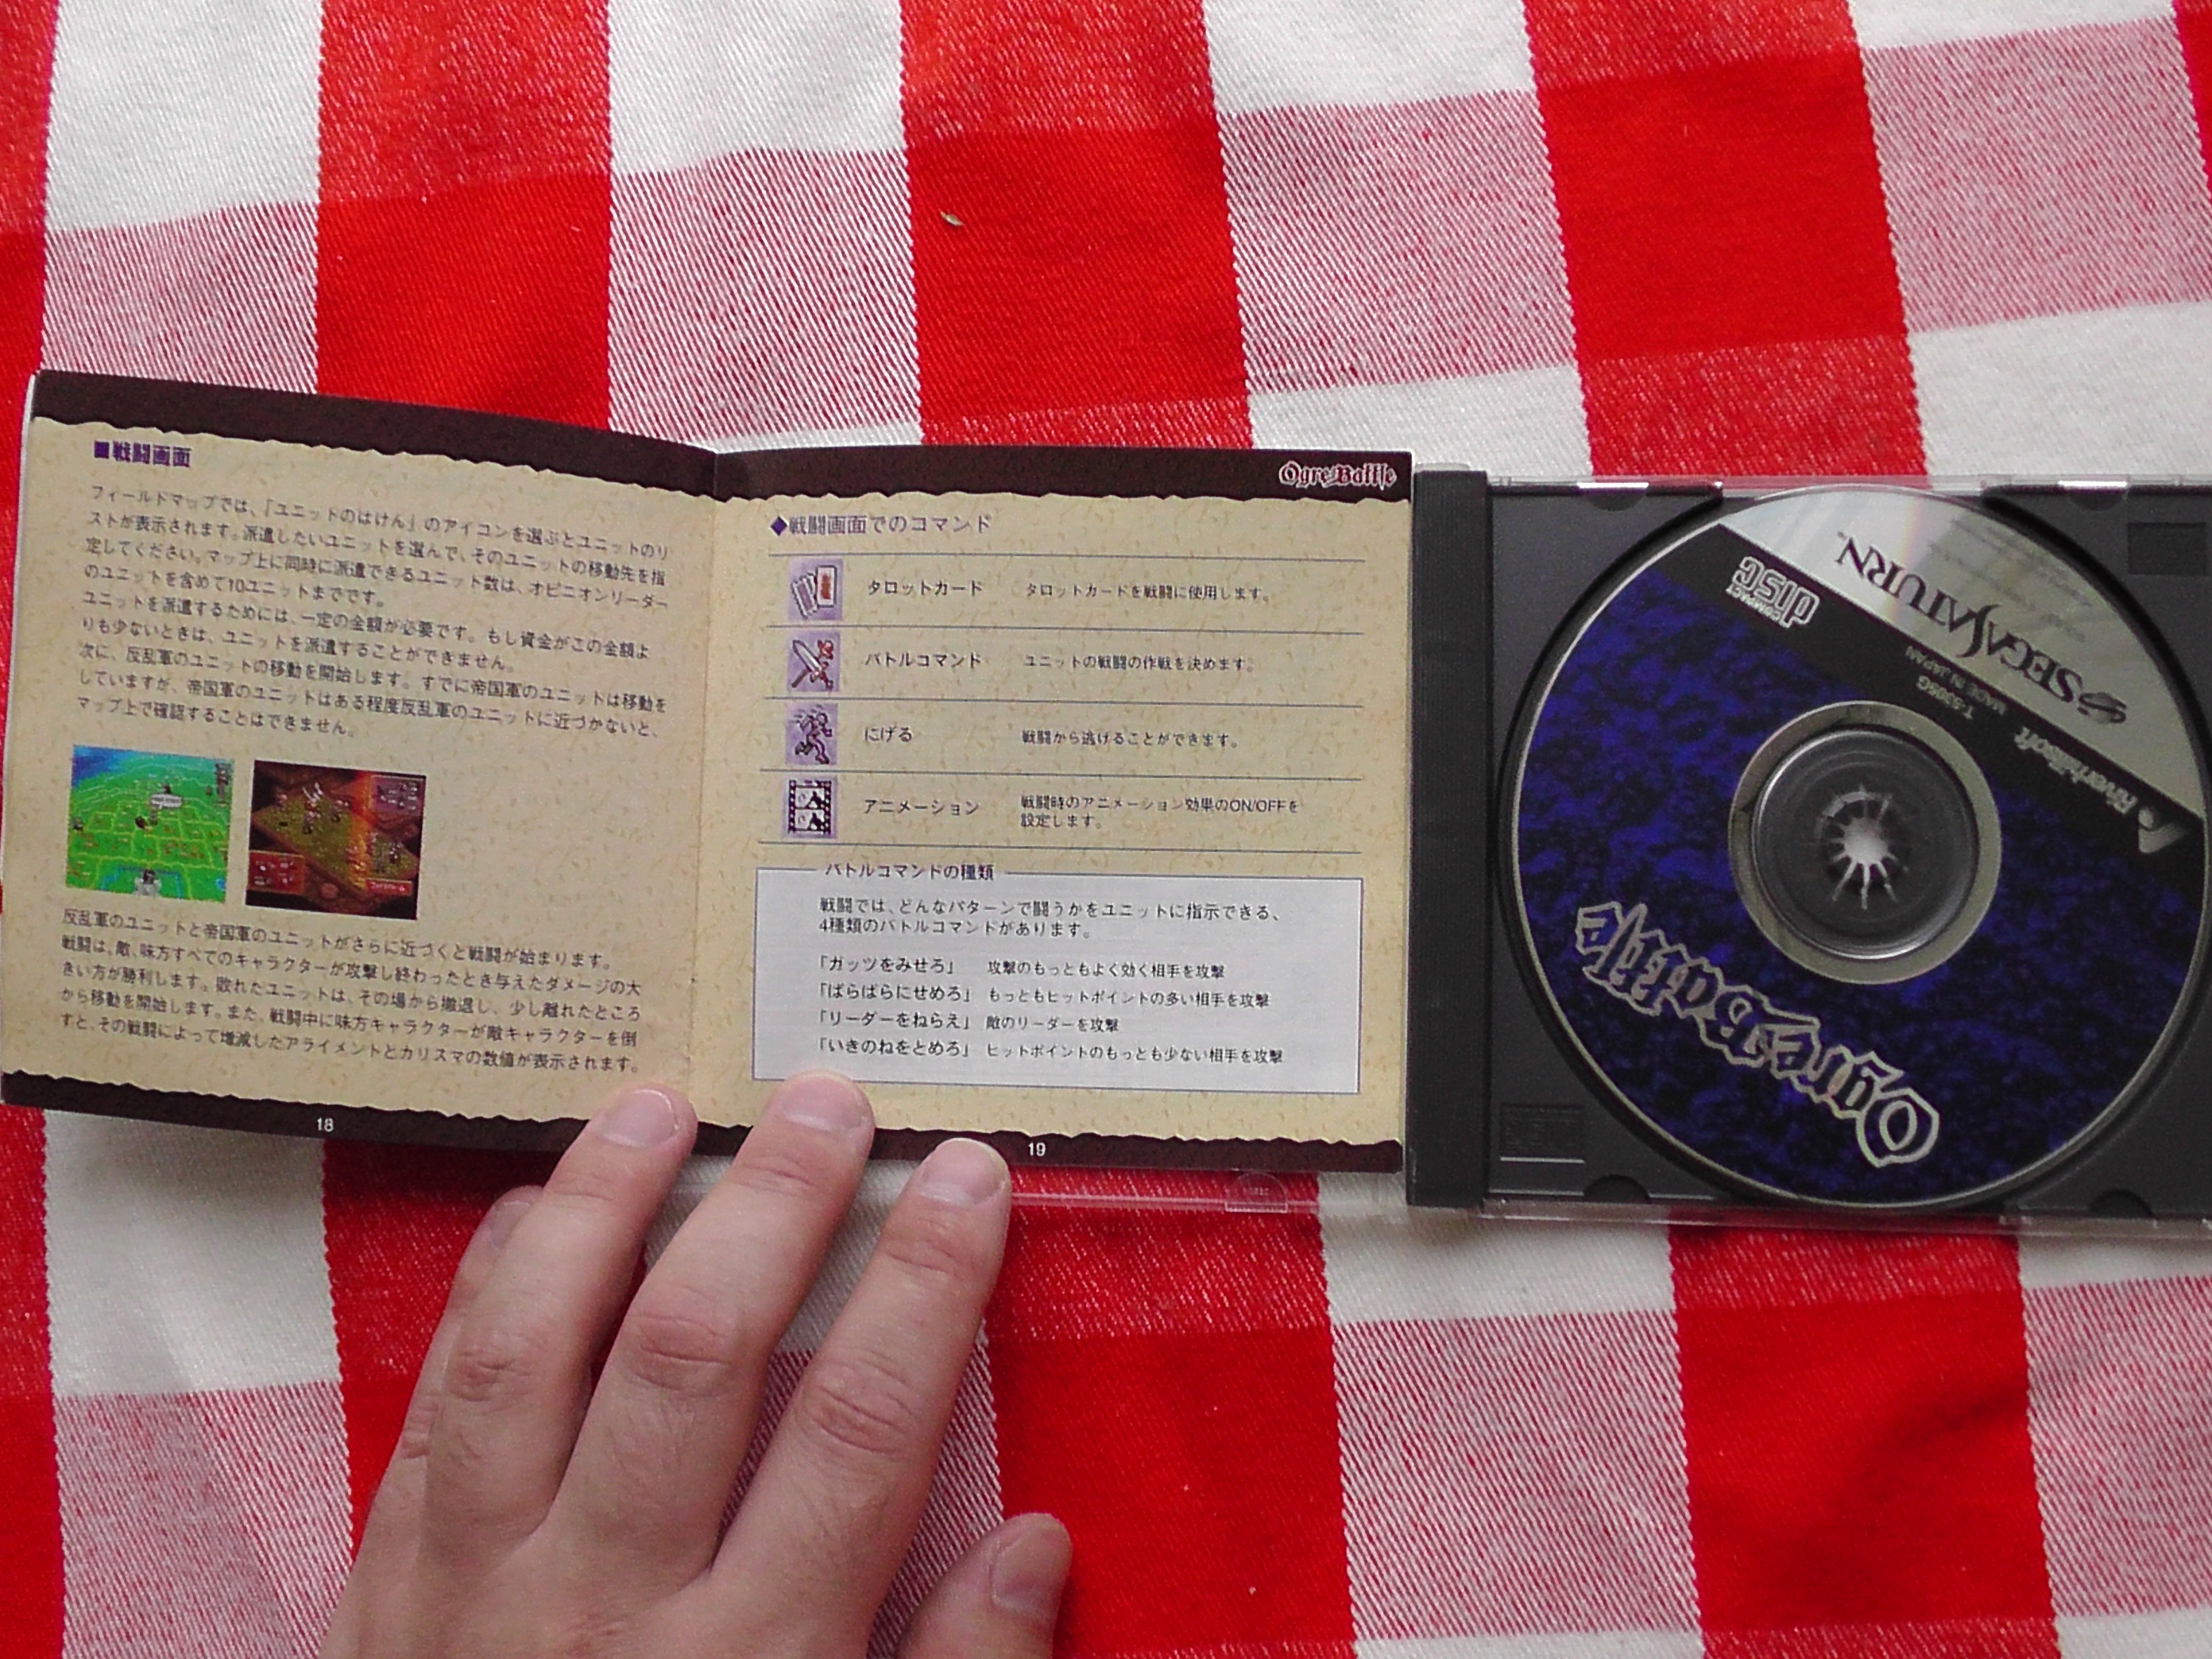 ■戦闘画面
フィールドマップでは、「ユニットのはけん」のアイコンを選ぶとユニットのリ
ストが表示されます。派遣したいユニットを選んで、そのユニットの移動先を指
定してください。マップ上に同時に派遣できるユニット数は、オピニオンリーダー
のユニットを含めて10ユニットまでです。
ユニットを派遣するためには、一定の金額が必要です。もし資金がこの金額よ
りも少ないときは、ユニットを派遣することができません。
次に、反乱軍のユニットの移動を開始します。すでに帝国軍のユニットは移動を
していますが、帝国軍のユニットはある程度反乱軍のユニットに近づかないと、
マップ上で確認することはできません。
反乱軍のユニットと帝国軍のユニットがさらに近づくと戦闘が始まります。
戦闘は、敵、味方すべてのキャラクターが攻撃し終わったとき与えたダメージの大
きい方が勝利します。敗れたユニットは、その場から撤退し、少し離れたところ
から移動を開始します。また、戦闘中に味方キャラクターが敵キャラクターを倒
すと、その戦闘によって増減したアライメントとカリスマの数値が表示されます。
18
Ogre Battle
◆戦闘画面でのコマンド
タロットカード タロットカードを戦闘に使用します。
バトルコマンド ユニットの戦闘の作戦を決めます。
にげる 戦闘から逃げることができます。
アニメーション 戦闘時のアニメーション効果のON/OFFを
設定します。
バトルコマンドの種類
戦闘では、どんなパターンで闘うかをユニットに指示できる、
4種類のバトルコマンドがあります。
「ガッツをみせろ」 攻撃のもっともよく効く相手を攻撃
「ばらばらにせめろ」 もっともヒットポイントの多い相手を攻撃
「リーダーをねらえ」 敵のリーダーを攻撃
「いきのねをとめろ」 ヒットポイントのもっとも少ない相手を攻撃
19
SEGA SATURN
COMPACT
disc
MADE IN JAPAN
Riverhillsoft
Ogre Battle